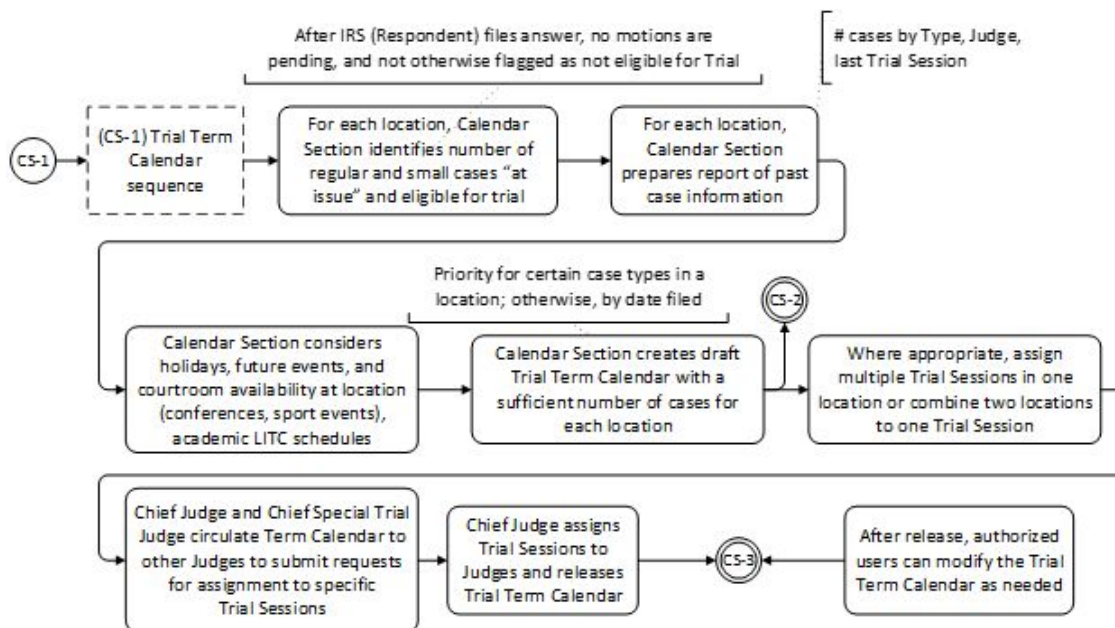 After IRS (Respondent) files answer, no motions are
pending, and not otherwise flagged as not eligible for Trial
# cases by Type, Judge,
last Trial Session
CS-1
(CS-1) Trial Term
Calendar
sequence
For each location, Calendar
Section identifies number of
regular and small cases “at
issue” and eligible for trial
For each location,
Calendar Section
prepares report of past
case information
Priority for certain case types in a
location; otherwise, by date filed
CS-2
Calendar Section considers
holidays, future events, and
courtroom availability at location
(conferences, sport events),
academic LITC schedules
Calendar Section creates draft
Trial Term Calendar with a
sufficient number of cases for
each location
Where appropriate, assign
multiple Trial Sessions in one
location or combine two locations
to one Trial Session
Chief Judge and Chief Special Trial
Judge circulate Term Calendar to
other Judges to submit requests
for assignment to specific
Trial Sessions
Chief Judge assigns
Trial Sessions to
Judges and releases
Trial Term Calendar
CS-3
After release, authorized
users can modify the Trial
Term Calendar as needed